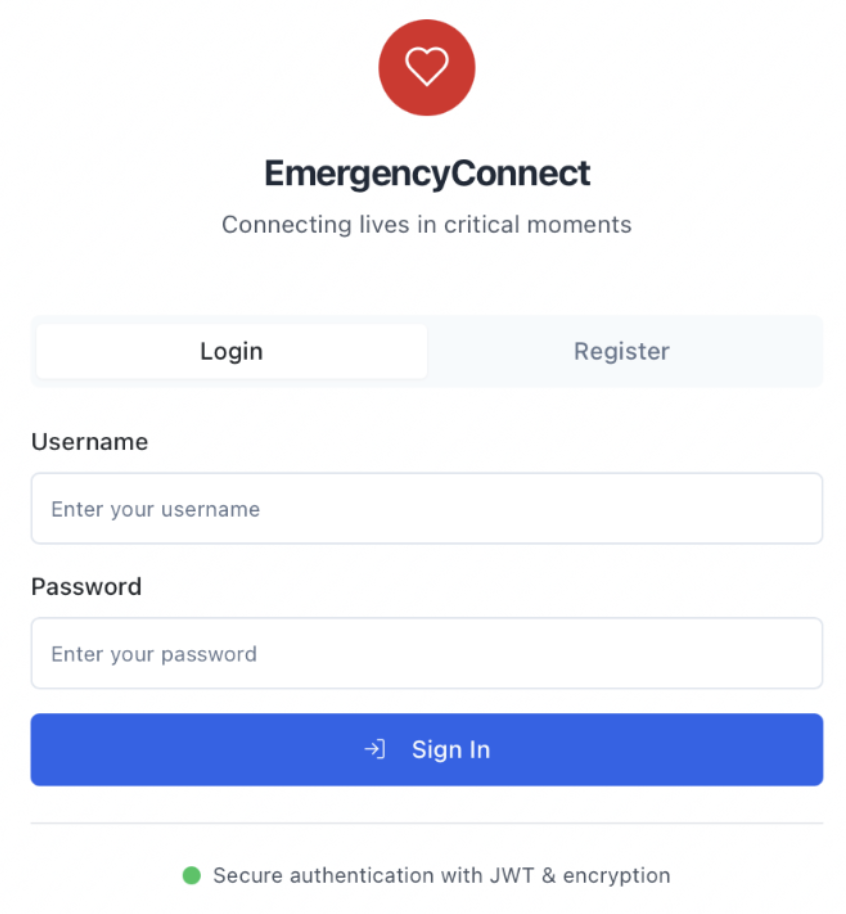 EmergencyConnect
Connecting lives in critical moments
Login
Register
Username
Enter your username
Password
Enter your password
Sign In
Secure authentication with JWT & encryption